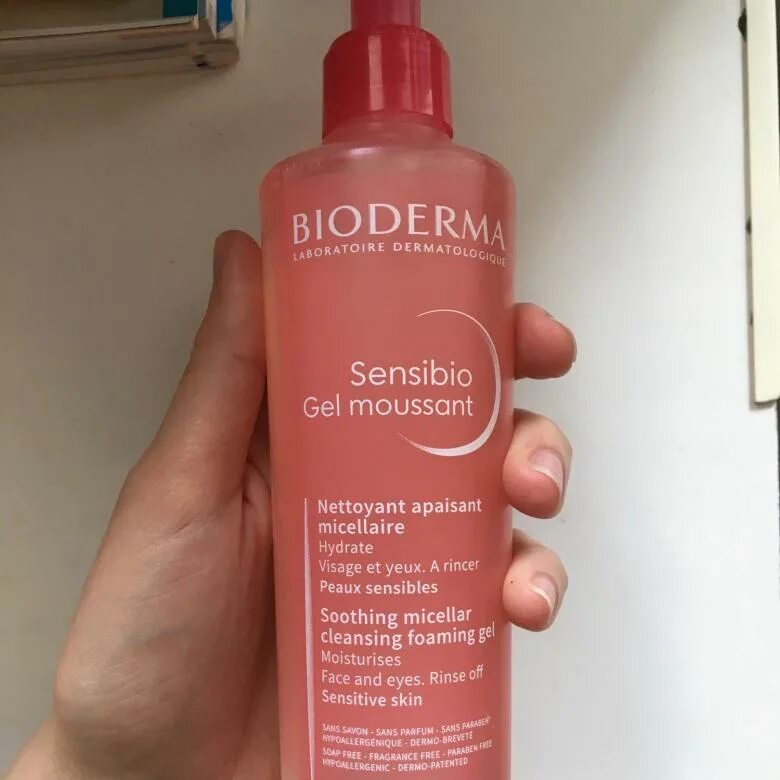 BIODERMA
LABORATOIRE DERMATOLOGIQUE
Sensibio
Gel moussant
Nettoyant apaisant
micellaire
Hydrate
Visage et yeux. A rincer
Peaux sensibles
Soothing micellar
cleansing foaming gel
Moisturises
Face and eyes. Rinse off
Sensitive skin
SANS SAVON - SANS PARFUM - SANS PARABEN
HYPOALLERGÉNIQUE - DERMO-BREVETÉ
SOAP FREE - FRAGRANCE FREE - PARABEN FREE
HYPOALLERGENIC - DERMO-PATENTED